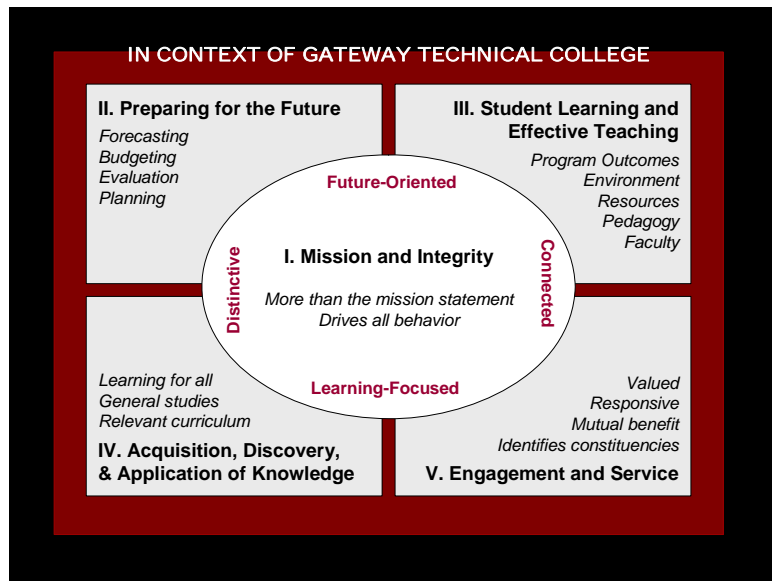 IN CONTEXT OF GATEWAY TECHNICAL COLLEGE
II. Preparing for the Future
Forecasting
Budgeting
Evaluation
Planning
III. Student Learning and
Effective Teaching
Program Outcomes
Environment
Resources
Pedagogy
Faculty
Future-Oriented
Distinctive
I. Mission and Integrity
More than the mission statement
Drives all behavior
Connected
Learning-Focused
Learning for all
General studies
Relevant curriculum
IV. Acquisition, Discovery,
& Application of Knowledge
Valued
Responsive
Mutual benefit
Identifies constituencies
V. Engagement and Service